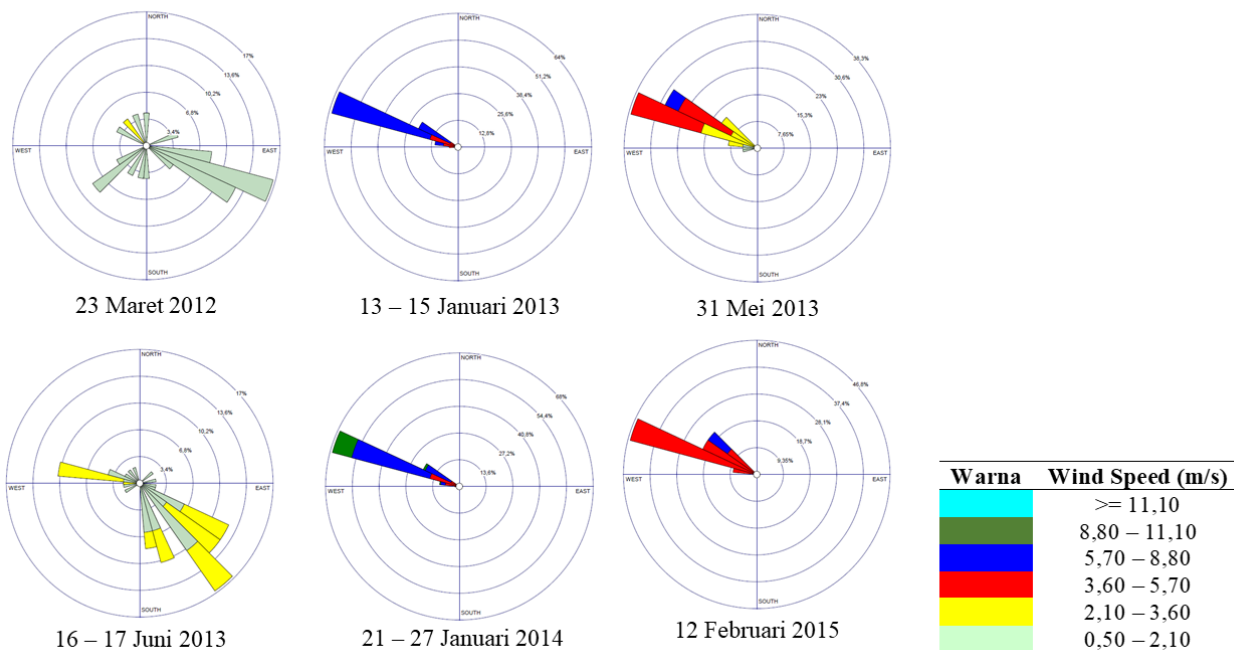 NORTH
17%
13,6%
10,2%
6,8%
3,4%
WEST
EAST
SOUTH
23 Maret 2012
NORTH
64%
51,2%
38,4%
25,6%
12,8%
WEST
EAST
SOUTH
13 – 15 Januari 2013
NORTH
38,3%
30,6%
23%
15,3%
7,65%
WEST
EAST
SOUTH
31 Mei 2013
NORTH
17%
13,6%
10,2%
6,8%
3,4%
WEST
EAST
SOUTH
16 – 17 Juni 2013
NORTH
68%
54,4%
40,8%
27,2%
13,6%
WEST
EAST
SOUTH
21 – 27 Januari 2014
NORTH
46,8%
37,4%
28,1%
18,7%
9,35%
WEST
EAST
SOUTH
12 Februari 2015
Warna Wind Speed (m/s)
>= 11,10
8,80 – 11,10
5,70 – 8,80
3,60 – 5,70
2,10 – 3,60
0,50 – 2,10